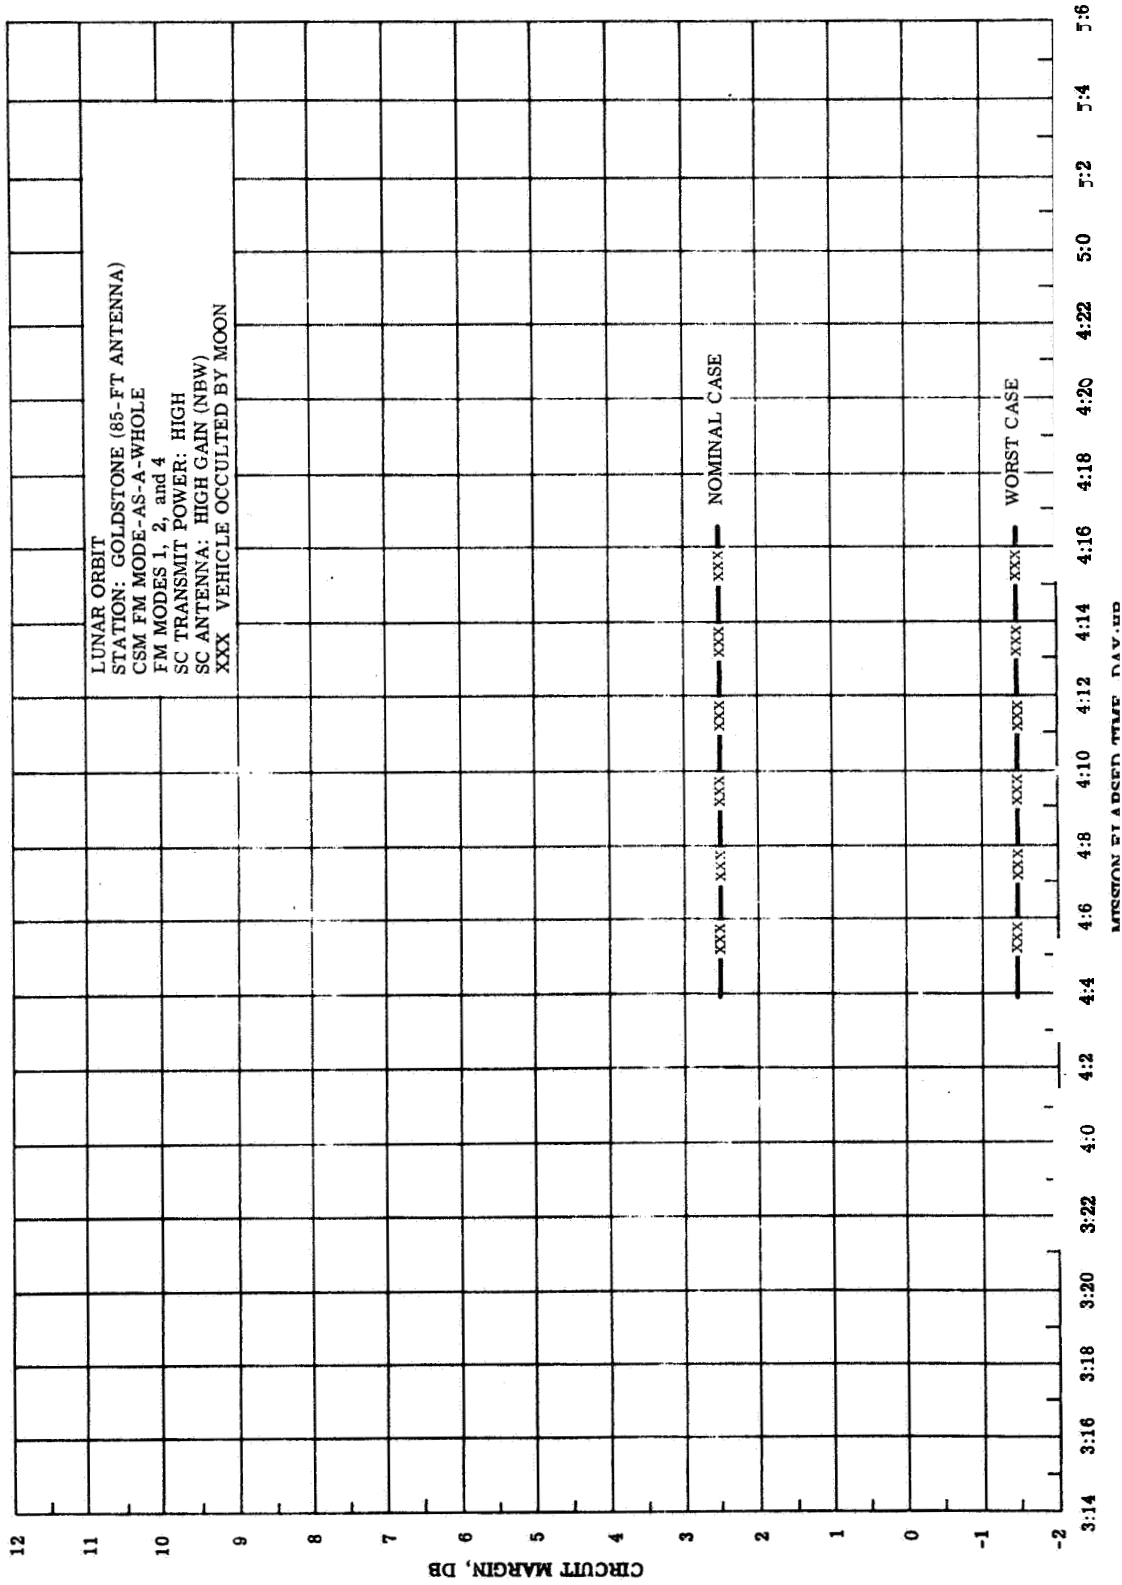 LUNAR ORBIT
STATION: GOLDSTONE (85-FT ANTENNA)
CSM FM MODE-AS-A-WHOLE
FM MODES 1, 2, and 4
SC TRANSMIT POWER: HIGH
SC ANTENNA: HIGH GAIN (NBW)
XXX VEHICLE OCCULTED BY MOON
12
11
10
9
8
7
6
5
4
3
2
1
0
-1
-2
CIRCUIT MARGIN, DB
XXX XXX XXX XXX XXX XXX NOMINAL CASE
XXX XXX XXX XXX XXX XXX WORST CASE
3:14 3:16 3:18 3:20 3:22 4:0 4:2 4:4 4:6 4:8 4:10 4:12 4:14 4:16 4:18 4:20 4:22 5:0 5:2 5:4 5:6
MISSION ELAPSED TIME, DAY:HR